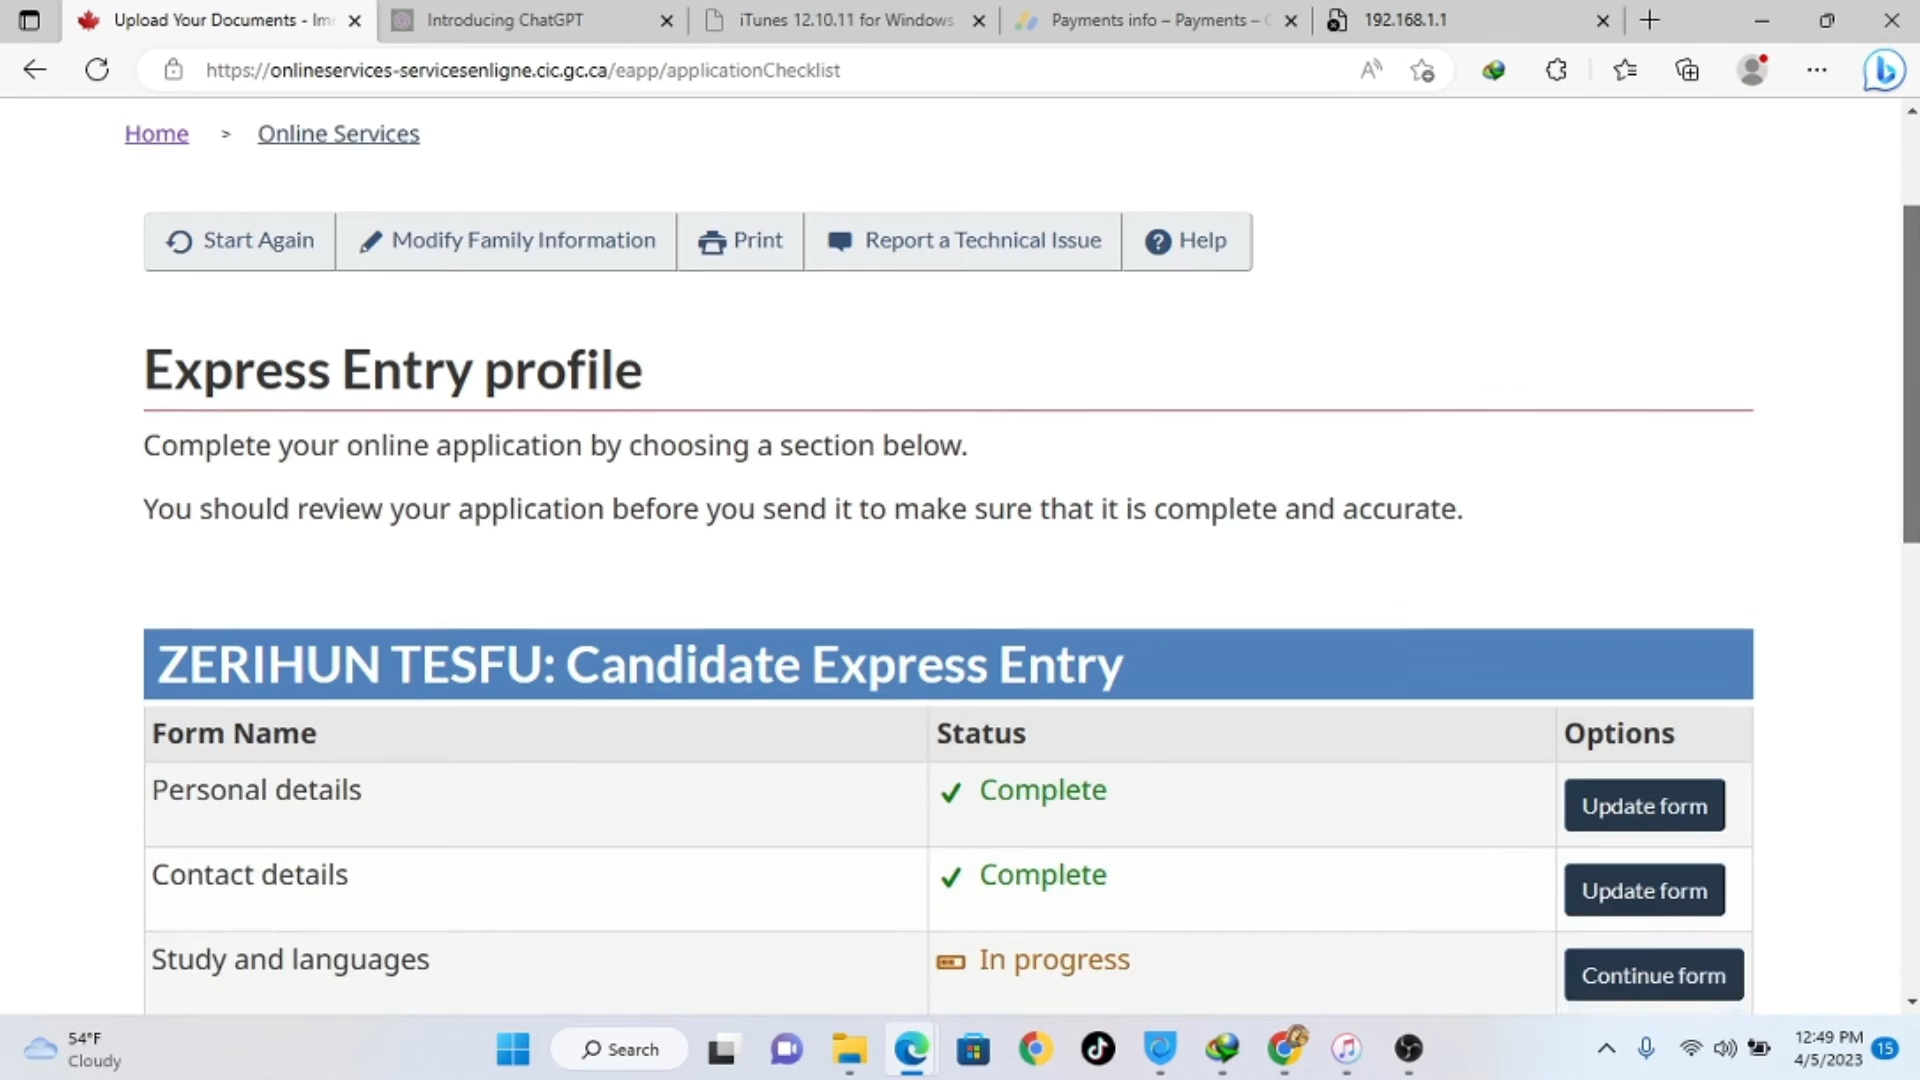 Upload Your Documents - Im
Introducing ChatGPT
iTunes 12.10.11 for Windows
Payments info – Payments –
192.168.1.1
https://onlineservices-servicesenligne.cic.gc.ca/eapp/applicationChecklist
Home > Online Services
Start Again
Modify Family Information
Print
Report a Technical Issue
Help
Express Entry profile
Complete your online application by choosing a section below.
You should review your application before you send it to make sure that it is complete and accurate.
ZERIHUN TESFU: Candidate Express Entry
Form Name Status Options
Personal details Complete Update form
Contact details Complete Update form
Study and languages In progress Continue form
54°F
Cloudy
Search
12:49 PM
4/5/2023
15